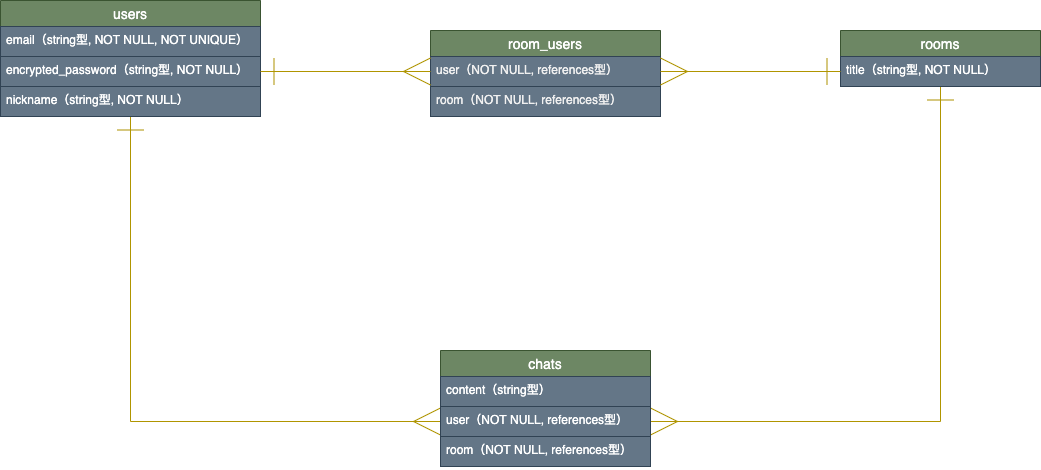 users
email（string型, NOT NULL, NOT UNIQUE）
encrypted_password（string型, NOT NULL）
nickname（string型, NOT NULL）
room_users
user（NOT NULL, references型）
room（NOT NULL, references型）
rooms
title（string型, NOT NULL）
chats
content（string型）
user（NOT NULL, references型）
room（NOT NULL, references型）